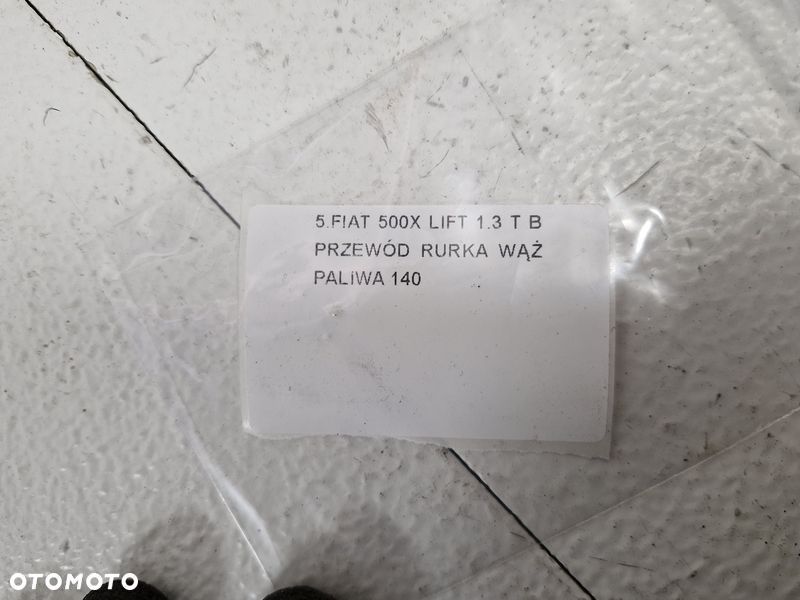 5.FIAT 500X LIFT 1.3 T B
PRZEWÓD RURKA WĄŻ
PALIWA 140
OTOMOTO